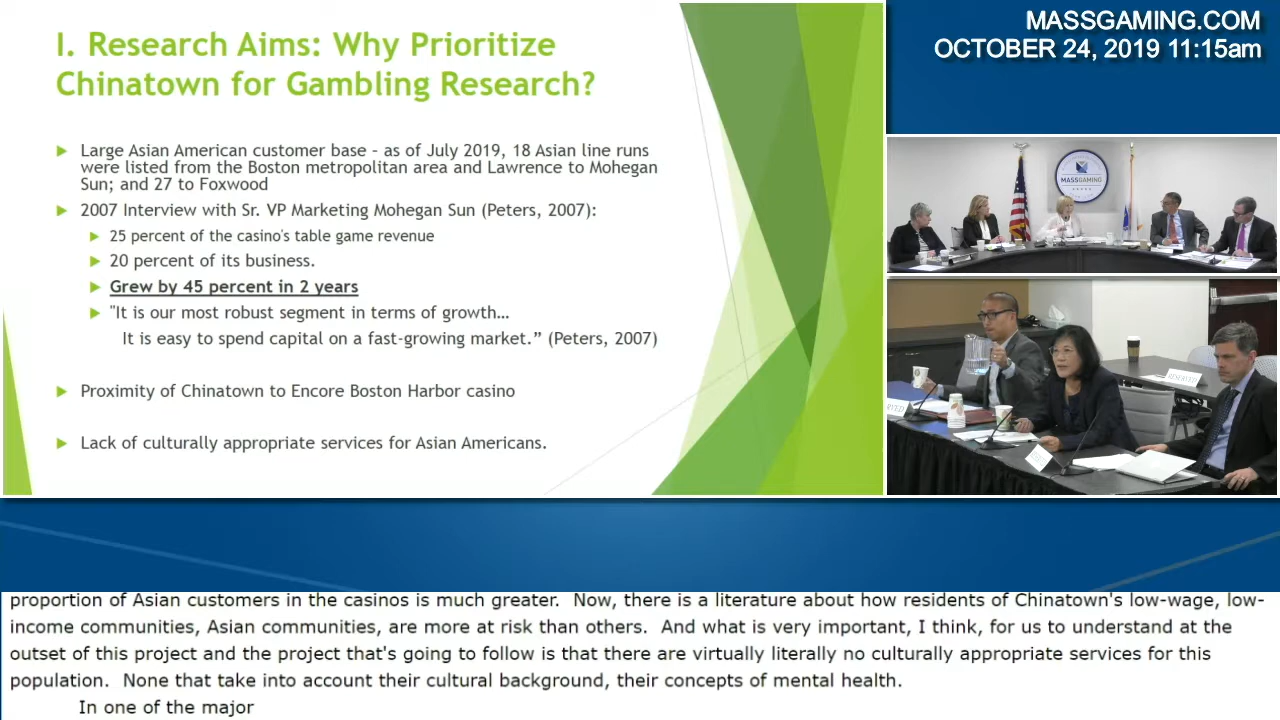 I. Research Aims: Why Prioritize
Chinatown for Gambling Research?
Large Asian American customer base – as of July 2019, 18 Asian line runs
were listed from the Boston metropolitan area and Lawrence to Mohegan
Sun; and 27 to Foxwood
2007 Interview with Sr. VP Marketing Mohegan Sun (Peters, 2007):
25 percent of the casino's table game revenue
20 percent of its business.
Grew by 45 percent in 2 years
"It is our most robust segment in terms of growth…
It is easy to spend capital on a fast-growing market.” (Peters, 2007)
Proximity of Chinatown to Encore Boston Harbor casino
Lack of culturally appropriate services for Asian Americans.
MASSGAMING.COM
OCTOBER 24, 2019 11:15am
MASSGAMING
RESERVED
proportion of Asian customers in the casinos is much greater.  Now, there is a literature about how residents of Chinatown's low-wage, low-
income communities, Asian communities, are more at risk than others.  And what is very important, I think, for us to understand at the
outset of this project and the project that's going to follow is that there are virtually literally no culturally appropriate services for this
population.  None that take into account their cultural background, their concepts of mental health.
In one of the major